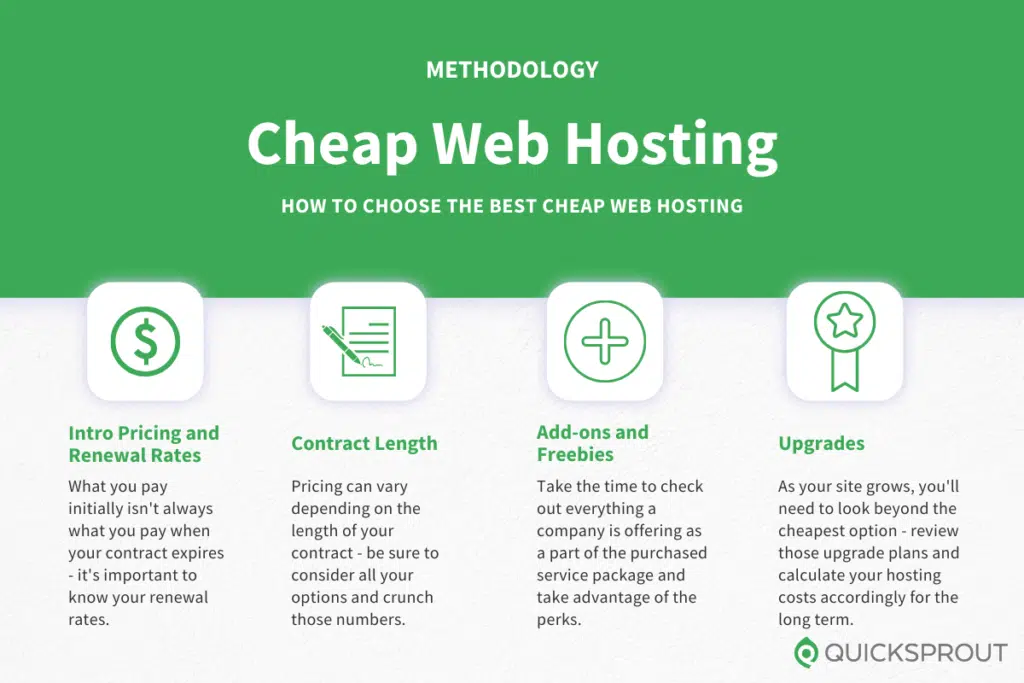 METHODOLOGY
Cheap Web Hosting
HOW TO CHOOSE THE BEST CHEAP WEB HOSTING
$
Intro Pricing and
Renewal Rates
What you pay
initially isn't always
what you pay when
your contract expires
- it's important to
know your renewal
rates.
Contract Length
Pricing can vary
depending on the
length of your
contract - be sure to
consider all your
options and crunch
those numbers.
Add-ons and
Freebies
Take the time to check
out everything a
company is offering as
a part of the purchased
service package and
take advantage of the
perks.
Upgrades
As your site grows, you'll
need to look beyond the
cheapest option - review
those upgrade plans and
calculate your hosting
costs accordingly for the
long term.
QUICKSPROUT